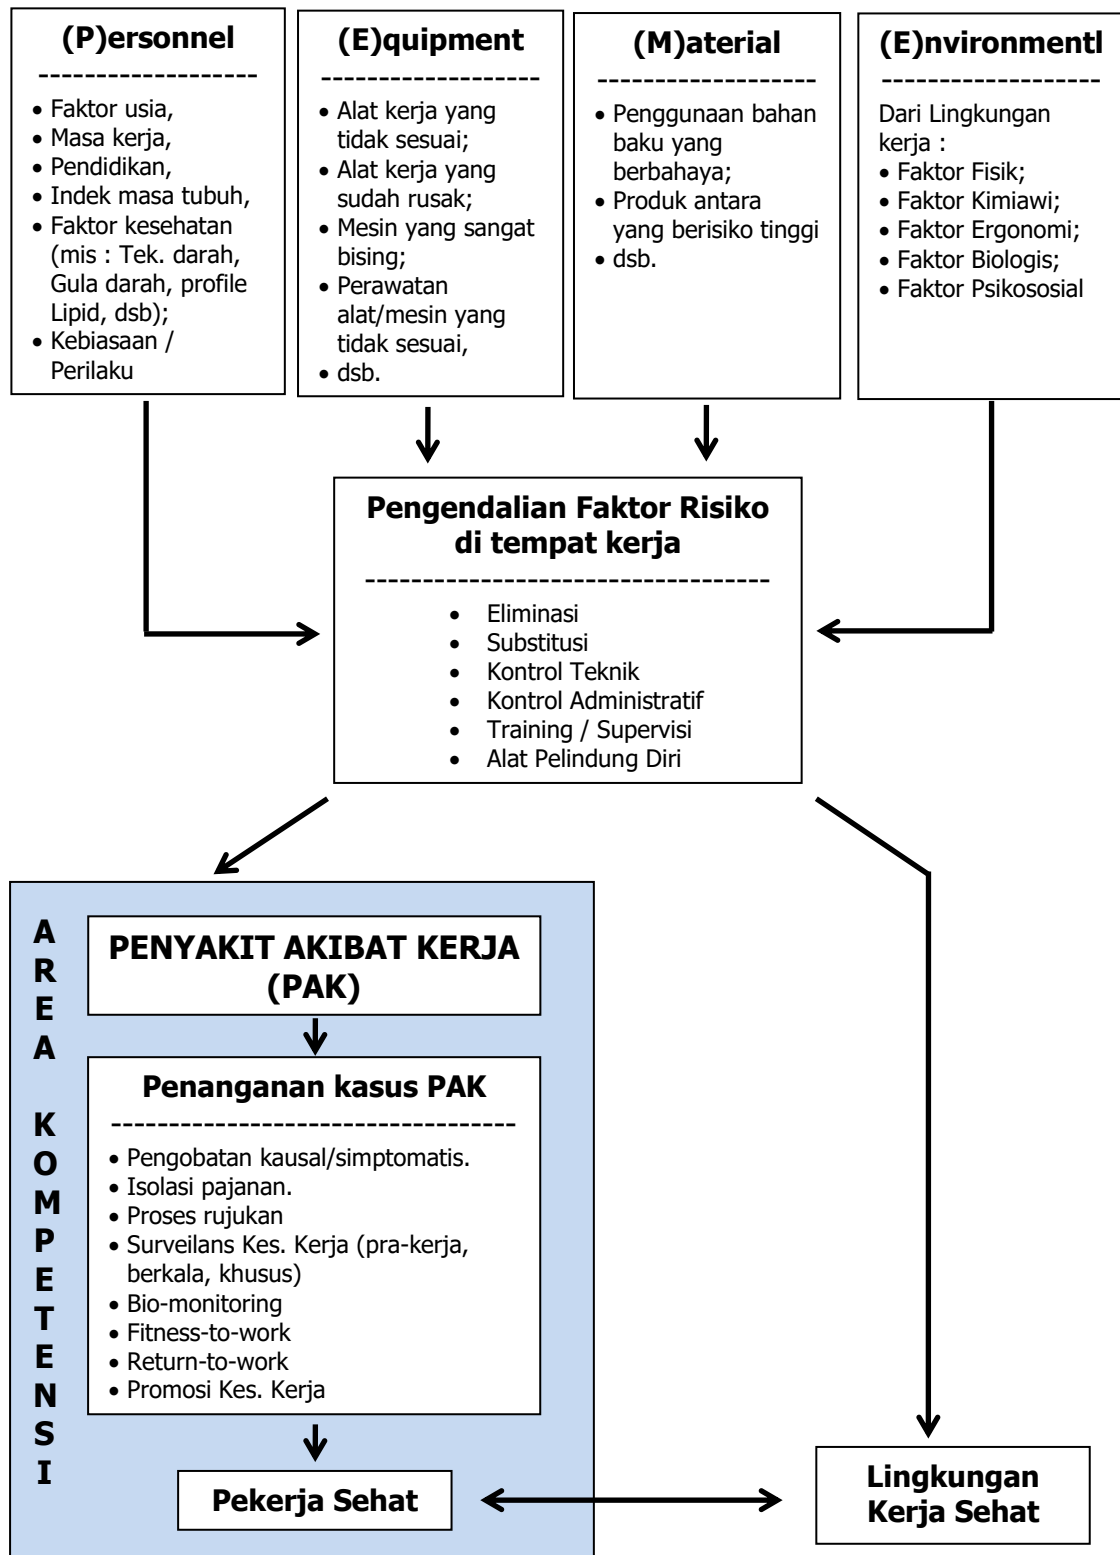 (P)ersonnel
-------------------
• Faktor usia,
• Masa kerja,
• Pendidikan,
• Indek masa tubuh,
• Faktor kesehatan
(mis : Tek. darah,
Gula darah, profile
Lipid, dsb);
• Kebiasaan /
Perilaku
(E)quipment
-------------------
• Alat kerja yang
tidak sesuai;
• Alat kerja yang
sudah rusak;
• Mesin yang sangat
bising;
• Perawatan
alat/mesin yang
tidak sesuai,
• dsb.
(M)aterial
-------------------
• Penggunaan bahan
baku yang
berbahaya;
• Produk antara
yang berisiko tinggi
• dsb.
(E)nvironmentl
-------------------
Dari Lingkungan
kerja :
• Faktor Fisik;
• Faktor Kimiawi;
• Faktor Ergonomi;
• Faktor Biologis;
• Faktor Psikososial
Pengendalian Faktor Risiko
di tempat kerja
-----------------------------------
• Eliminasi
• Substitusi
• Kontrol Teknik
• Kontrol Administratif
• Training / Supervisi
• Alat Pelindung Diri
A
R
E
A
K
O
M
P
E
T
E
N
S
I
PENYAKIT AKIBAT KERJA
(PAK)
Penanganan kasus PAK
-----------------------------------
• Pengobatan kausal/simptomatis.
• Isolasi pajanan.
• Proses rujukan
• Surveilans Kes. Kerja (pra-kerja,
berkala, khusus)
• Bio-monitoring
• Fitness-to-work
• Return-to-work
• Promosi Kes. Kerja
Pekerja Sehat
Lingkungan
Kerja Sehat